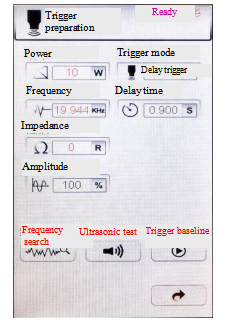 Trigger
preparation
Ready
Power
Trigger mode
10 W
Delay trigger
Frequency
Delay time
19.944 KHz
0.900 S
Impedance
Ω 0 R
Amplitude
100 %
Frequency
search
Ultrasonic test
Trigger baseline